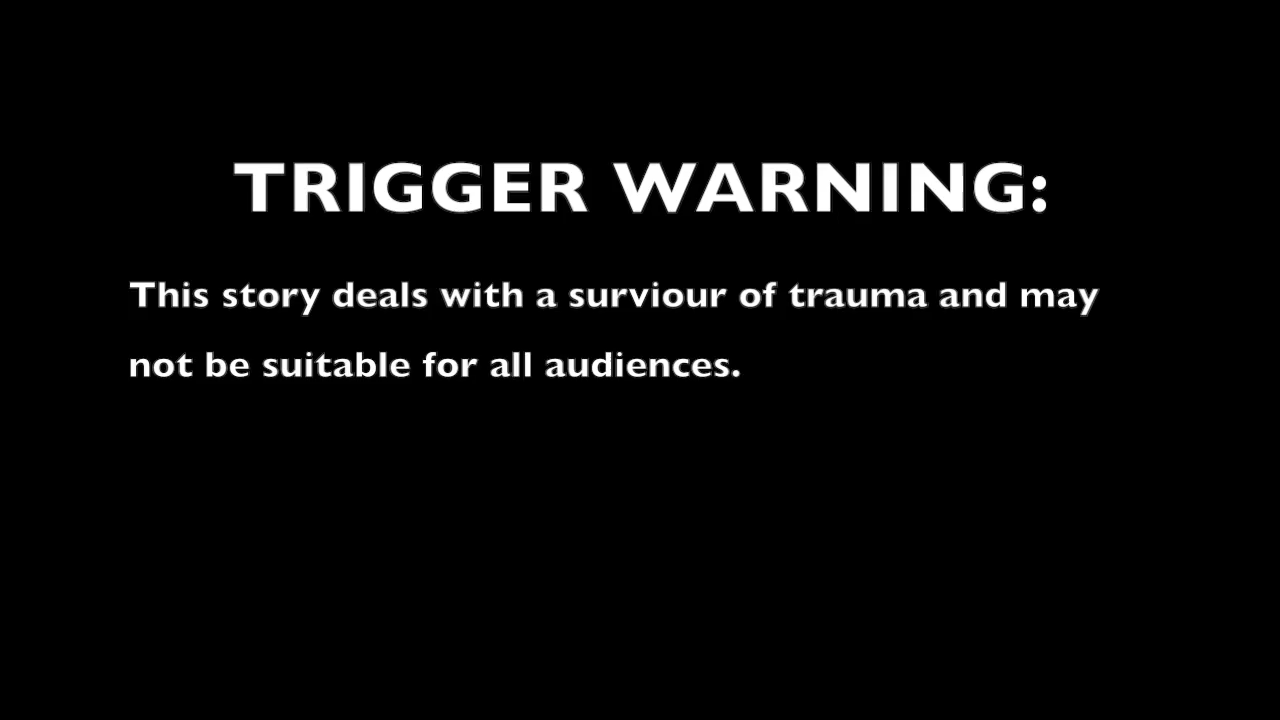 TRIGGER WARNING:
This story deals with a surviour of trauma and may
not be suitable for all audiences.